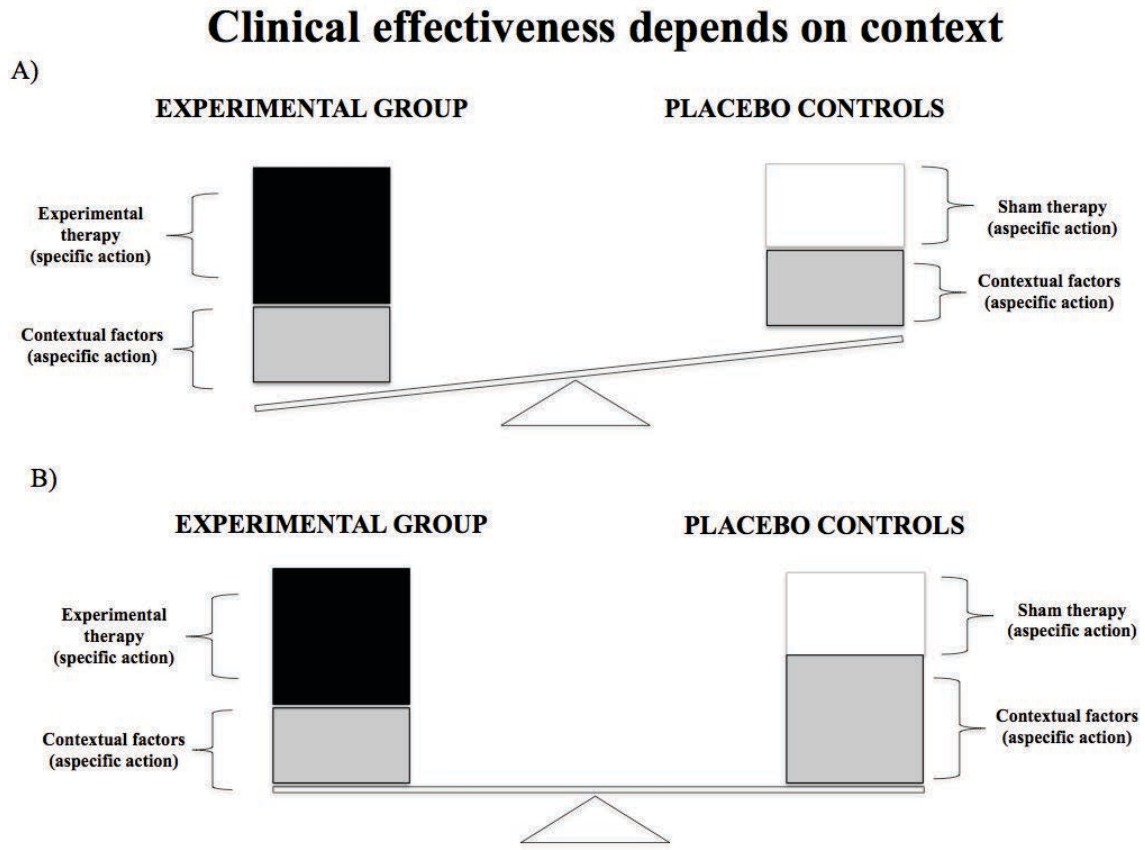 Clinical effectiveness depends on context
A)
EXPERIMENTAL GROUP
PLACEBO CONTROLS
Experimental
therapy
(specific action)
Contextual factors
(aspecific action)
Sham therapy
(aspecific action)
Contextual factors
(aspecific action)
B)
EXPERIMENTAL GROUP
PLACEBO CONTROLS
Experimental
therapy
(specific action)
Contextual factors
(aspecific action)
Sham therapy
(aspecific action)
Contextual factors
(aspecific action)